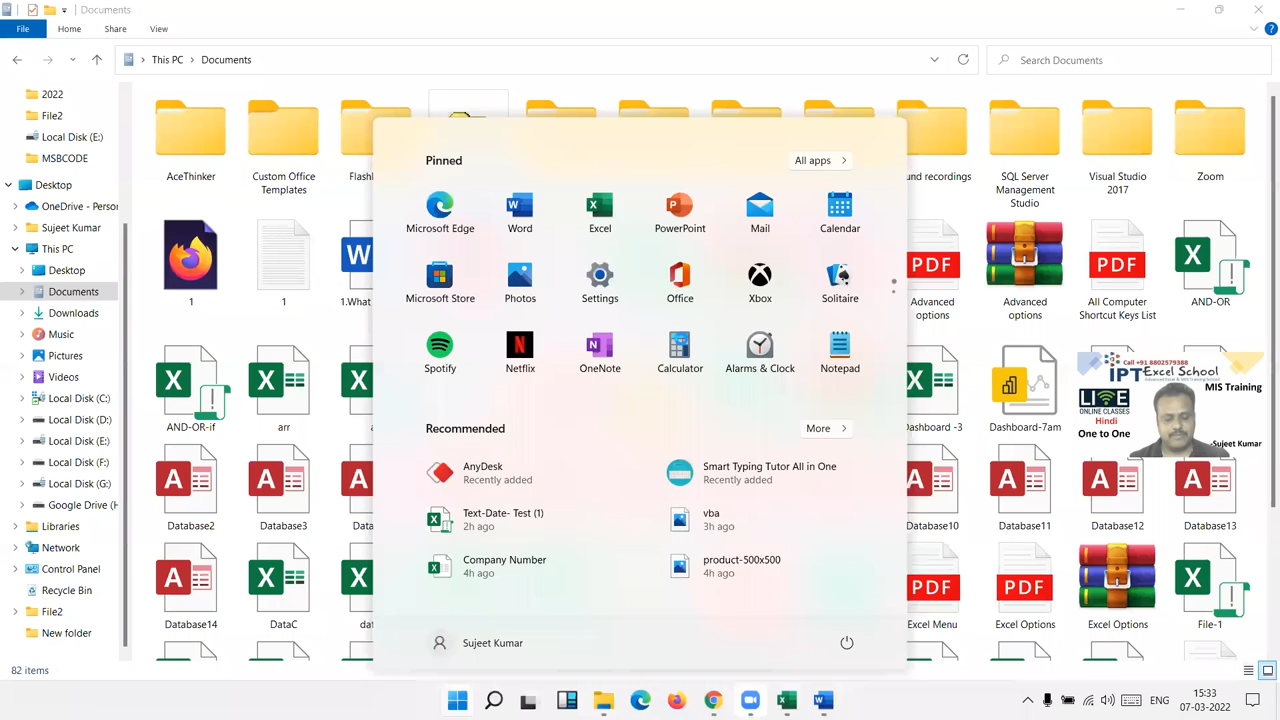 Documents
File
Home
Share
View
This PC
Documents
Search Documents
2022
File2
Local Disk (E:)
MSBCODE
Desktop
OneDrive - Person
Sujeet Kumar
This PC
Desktop
Documents
Downloads
Music
Pictures
Videos
Local Disk (C:)
Local Disk (D:)
Local Disk (E:)
Local Disk (F:)
Local Disk (G:)
Google Drive (H
Libraries
Network
Control Panel
Recycle Bin
File2
New folder
82 items
AceThinker
Custom Office
Templates
Flash
und recordings
SQL Server
Management
Studio
Visual Studio
2017
Zoom
1
1
1.What
Advanced
options
Advanced
options
All Computer
Shortcut Keys List
AND-OR
AND-OR-if
arr
a
Dashboard -3
Dashboard-7am
Database2
Database3
Data
Database10
Database11
Database12
Database13
Database14
DataC
dat
Excel Menu
Excel Options
Excel Options
File-1
Pinned
All apps
Microsoft Edge
Word
Excel
PowerPoint
Mail
Calendar
Microsoft Store
Photos
Settings
Office
Xbox
Solitaire
Spotify
Netflix
OneNote
Calculator
Alarms & Clock
Notepad
Recommended
More
AnyDesk
Recently added
Smart Typing Tutor All in One
Recently added
Text-Date- Test (1)
2h ago
vba
3h ago
Company Number
4h ago
product-500x500
4h ago
Sujeet Kumar
Call +91 8802579388
IPT Excel School
Advanced Excel & MIS Training School
MIS Training
LIVE
ONLINE CLASSES
Hindi
One to One
-Sujeet Kumar
ENG
15:33
07-03-2022